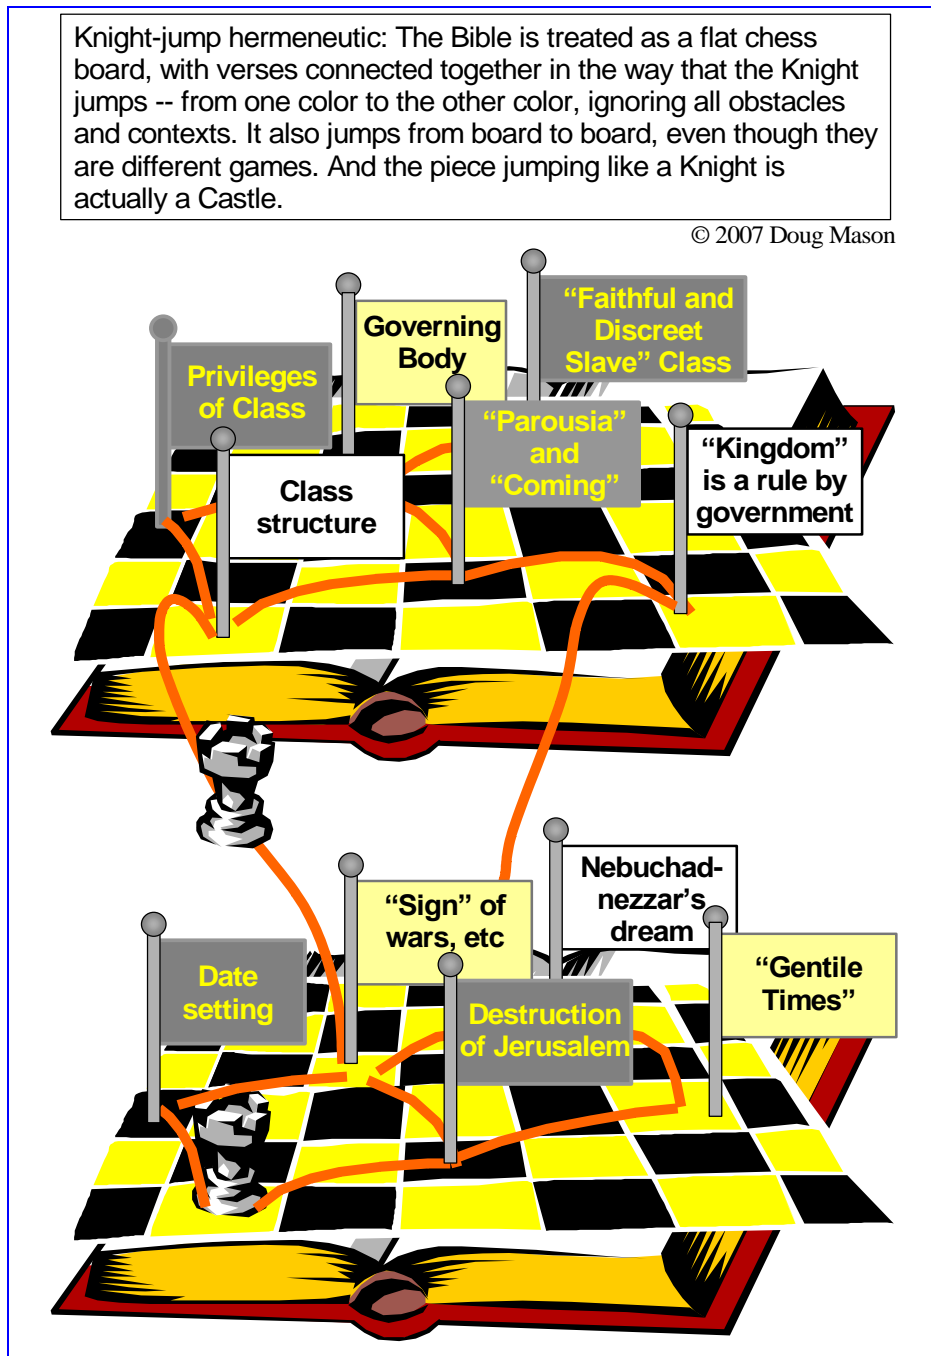 Knight-jump hermeneutic: The Bible is treated as a flat chess
board, with verses connected together in the way that the Knight
jumps -- from one color to the other color, ignoring all obstacles
and contexts. It also jumps from board to board, even though they
are different games. And the piece jumping like a Knight is
actually a Castle.
© 2007 Doug Mason
“Faithful and
Discreet
Slave” Class
Governing
Body
Privileges
of Class
“Parousia”
and
“Coming”
“Kingdom”
is a rule by
government
Class
structure
Nebuchad-
nezzar’s
dream
“Sign” of
wars, etc
“Gentile
Times”
Date
setting
Destruction
of Jerusalem